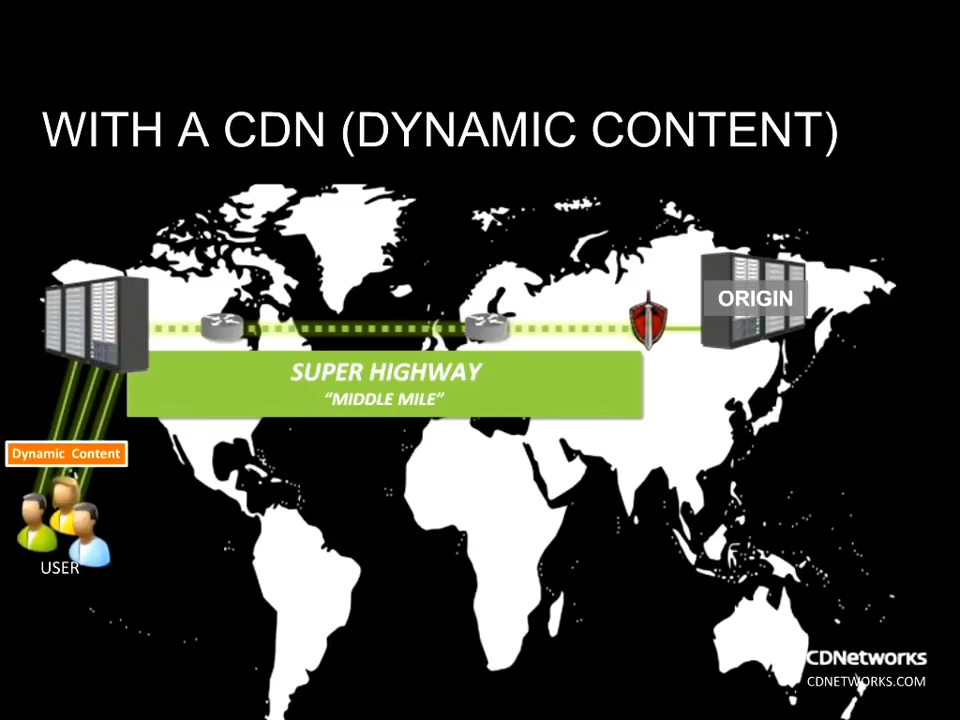 WITH A CDN (DYNAMIC CONTENT)
ORIGIN
SUPER HIGHWAY
“MIDDLE MILE”
Dynamic Content
USER
CDNetworks
CDNETWORKS.COM